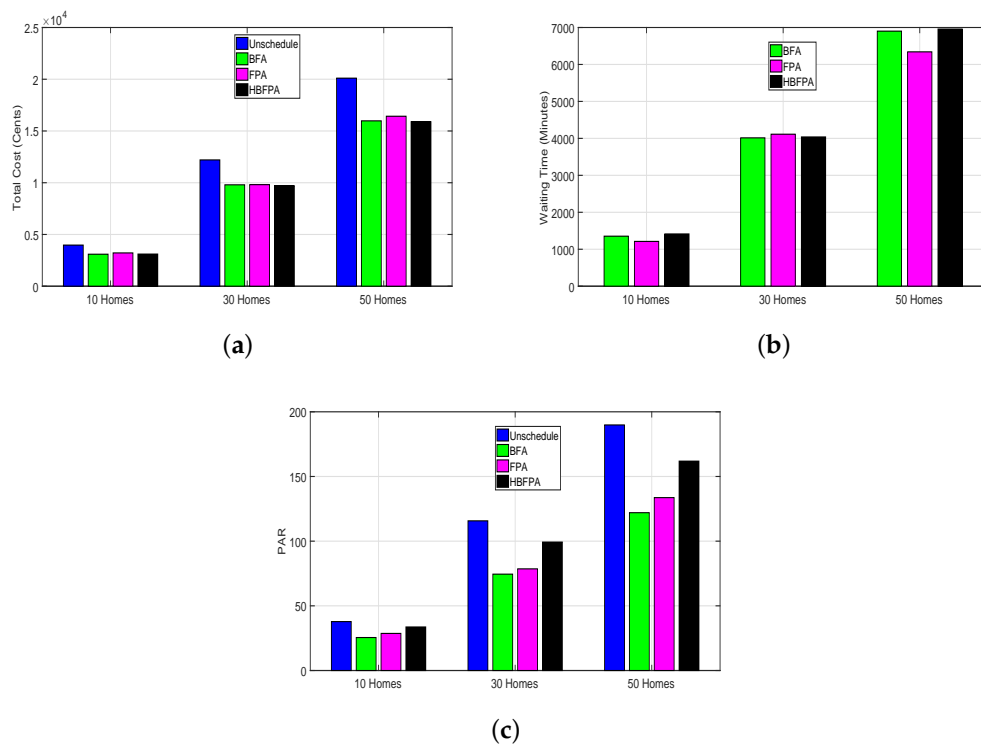 ×10⁴
2.5
2
1.5
1
0.5
0
Total Cost (Cents)
Unschedule
BFA
FPA
HBFPA
10 Homes 30 Homes 50 Homes
(a)
7000
6000
5000
4000
3000
2000
1000
0
Waiting Time (Minutes)
BFA
FPA
HBFPA
10 Homes 30 Homes 50 Homes
(b)
200
150
100
50
0
PAR
Unschedule
BFA
FPA
HBFPA
10 Homes 30 Homes 50 Homes
(c)